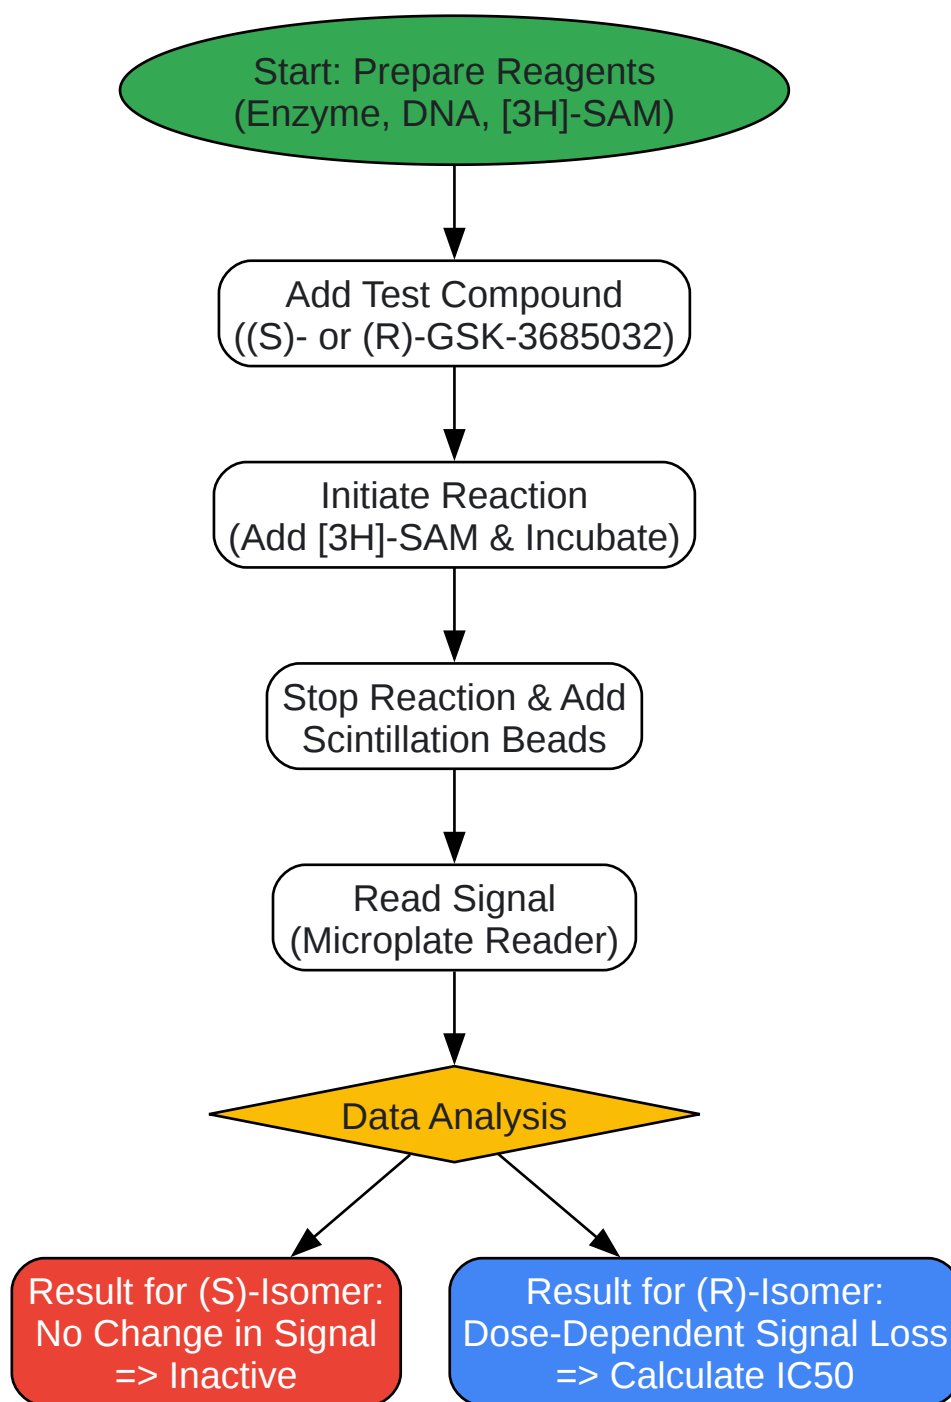 Start: Prepare Reagents
(Enzyme, DNA, [3H]-SAM)
Add Test Compound
((S)- or (R)-GSK-3685032)
Initiate Reaction
(Add [3H]-SAM & Incubate)
Stop Reaction & Add
Scintillation Beads
Read Signal
(Microplate Reader)
Data Analysis
Result for (S)-Isomer:
No Change in Signal
=> Inactive
Result for (R)-Isomer:
Dose-Dependent Signal Loss
=> Calculate IC50